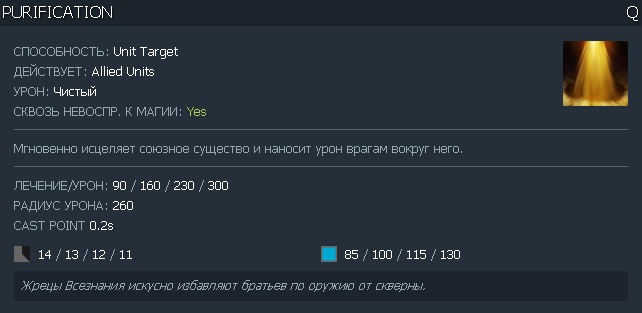 PURIFICATION Q
СПОСОБНОСТЬ: Unit Target
ДЕЙСТВУЕТ: Allied Units
УРОН: Чистый
СКВОЗЬ НЕВОСПР. К МАГИИ: Yes
Мгновенно исцеляет союзное существо и наносит урон врагам вокруг него.
ЛЕЧЕНИЕ/УРОН: 90 / 160 / 230 / 300
РАДИУС УРОНА: 260
CAST POINT 0.2s
14 / 13 / 12 / 11 85 / 100 / 115 / 130
Жрецы Всезнания искусно избавляют братьев по оружию от скверны.